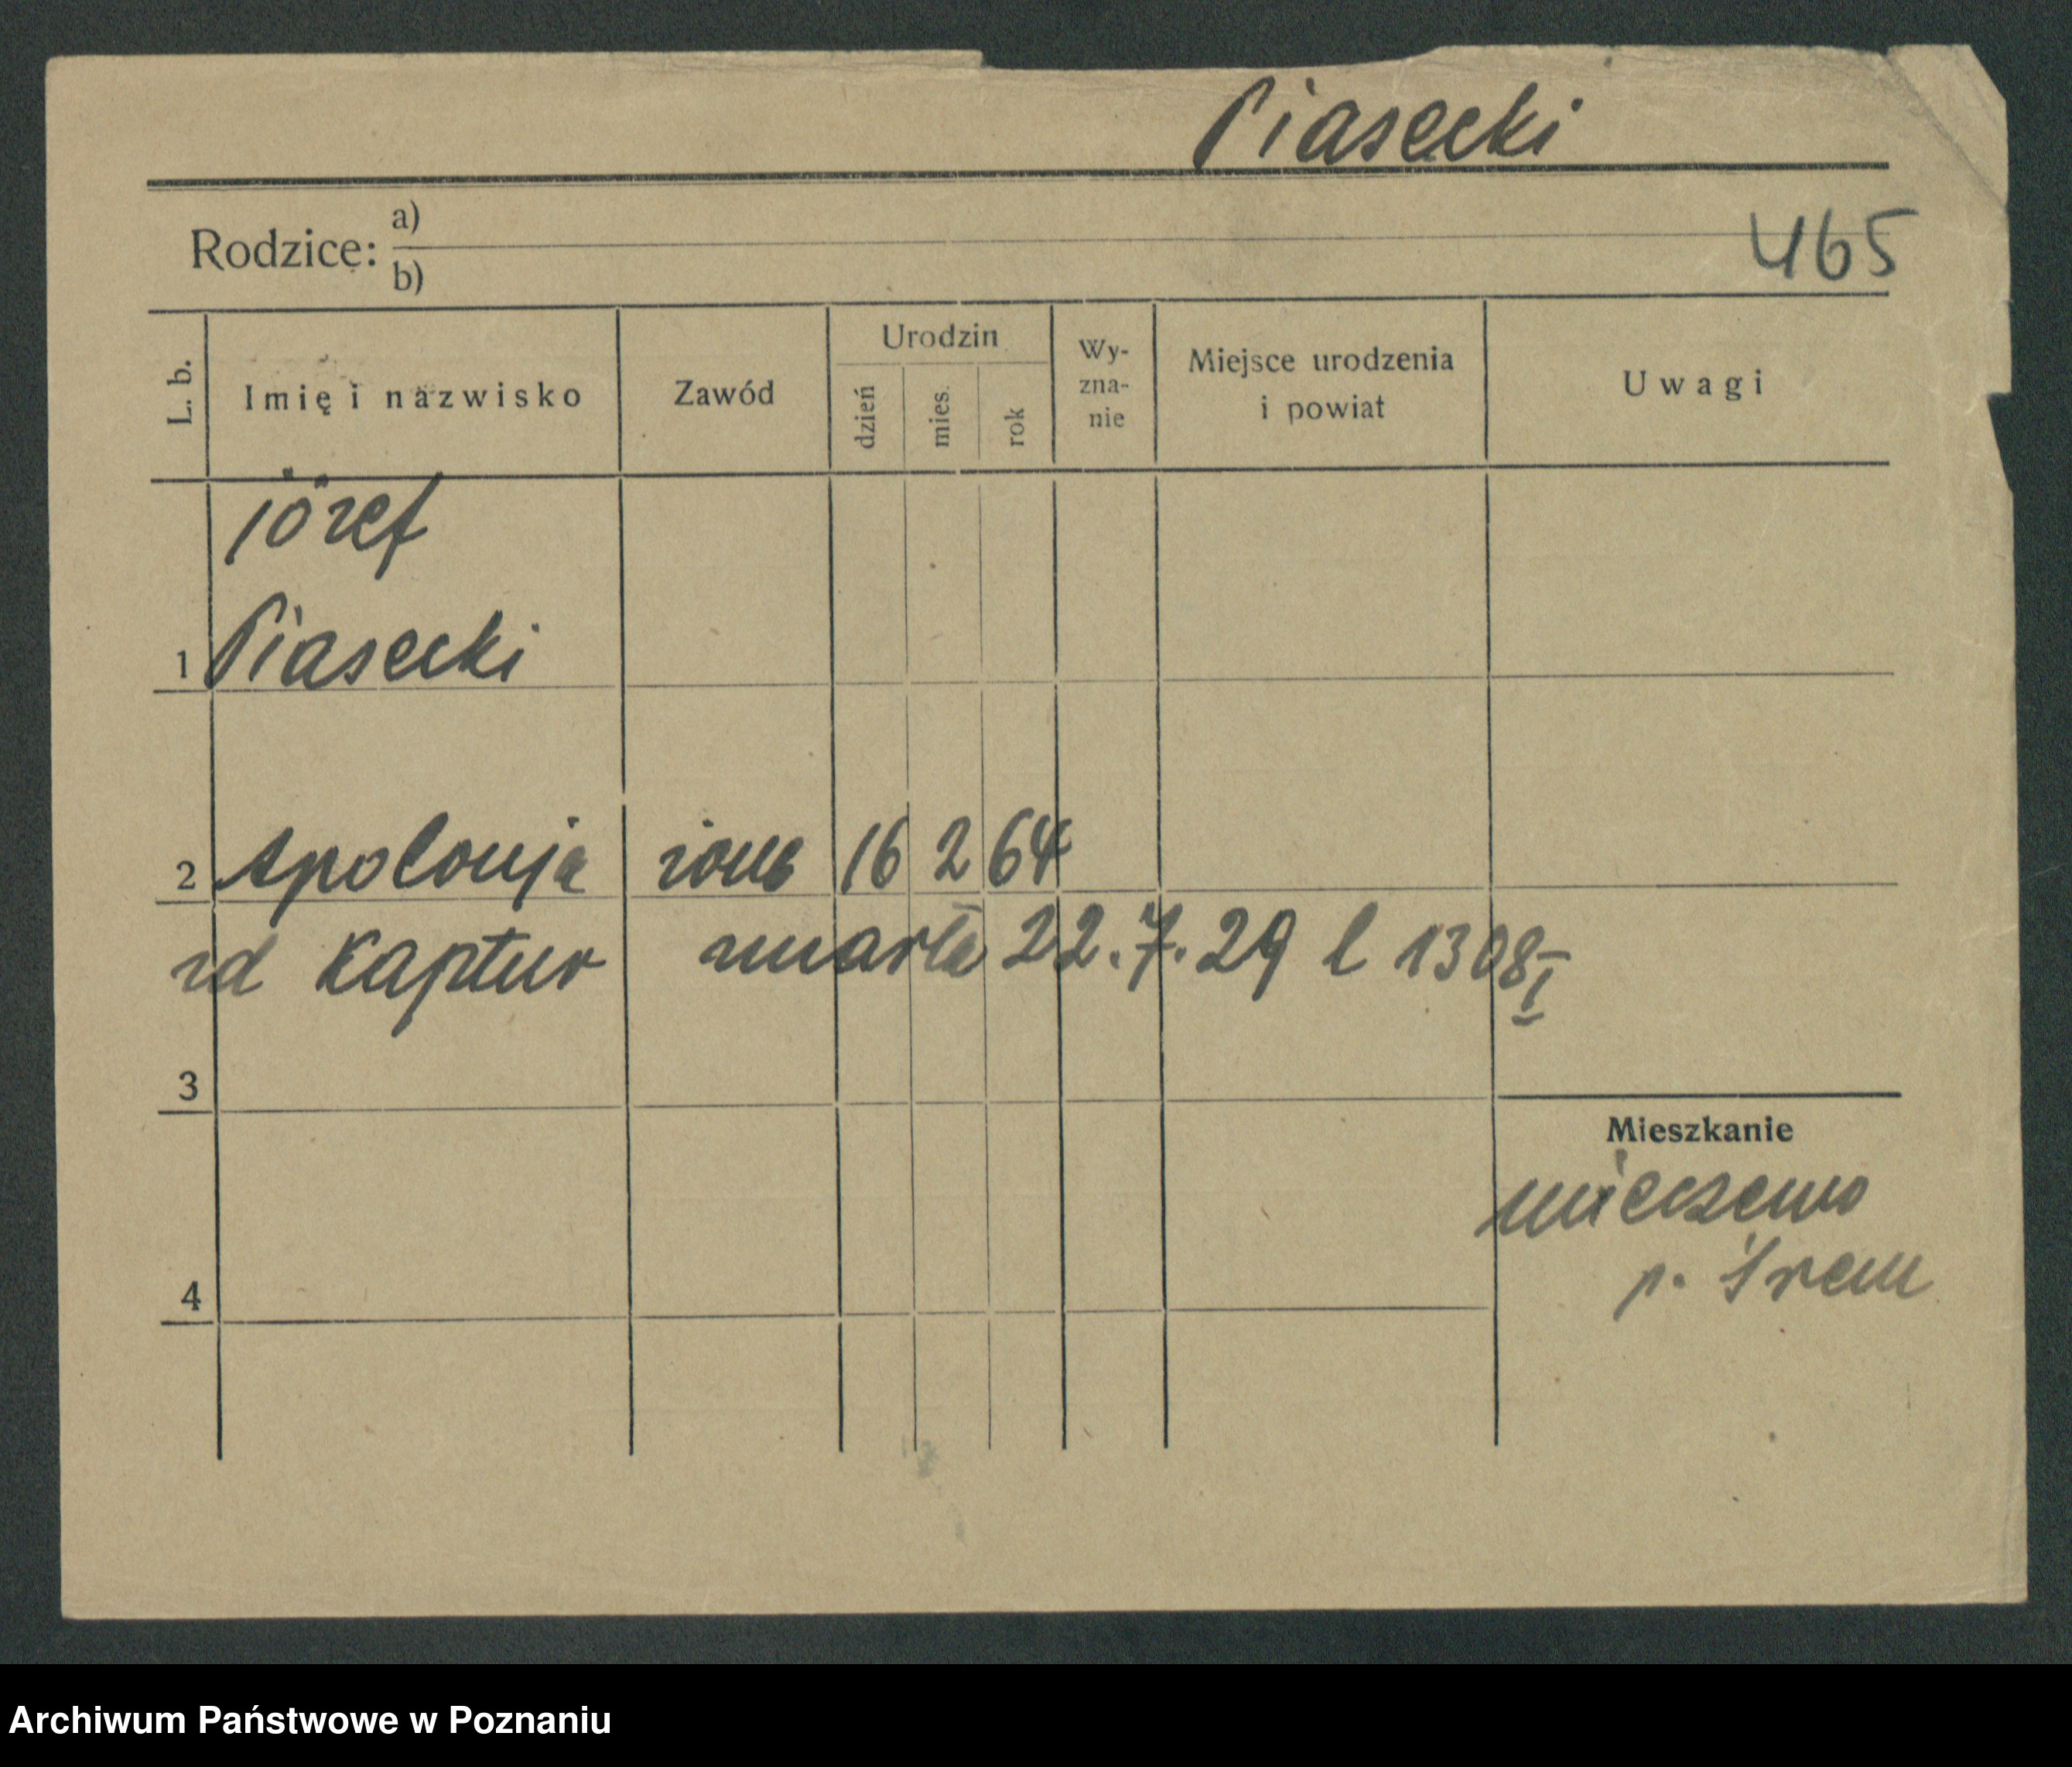 Piasecki
Rodzice: a)
b)
465
L. b.
Imię i nazwisko
Zawód
Urodzin
dzień
mies.
rok
Wy-
zna-
nie
Miejsce urodzenia
i powiat
Uwagi
Józef
1 Piasecki
2 Apolonja żona 16 2 64
zd Kaptur zmarła 22.7.29 l 1308 I
3
Mieszkanie
Mieczewo
p. Śrem
4
Archiwum Państwowe w Poznaniu